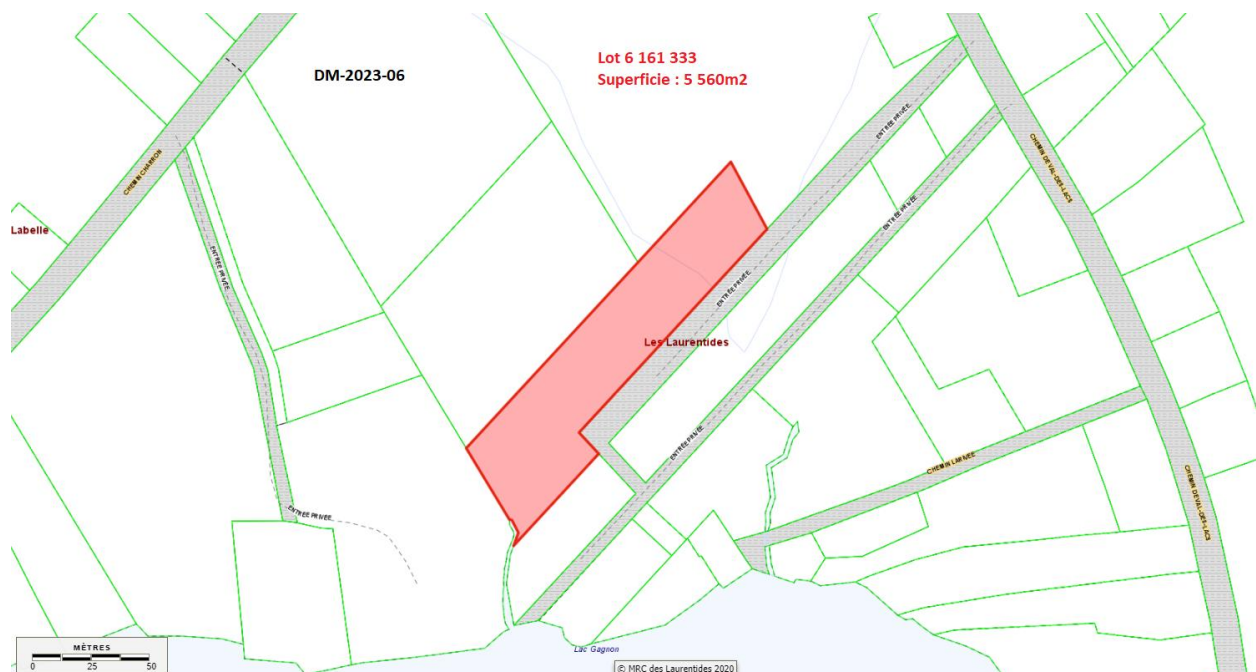 DM-2023-06
Lot 6 161 333
Superficie : 5 560m2
CHEMIN CHARRON
ENTRÉE PRIVÉE
ENTRÉE PRIVÉE
CHEMIN DE VAL-DES-LACS
Labelle
ENTRÉE PRIVÉE
ENTRÉE PRIVÉE
Les Laurentides
ENTRÉE PRIVÉE
CHEMIN LARIVÉE
CHEMIN DE VAL-DES-LACS
ENTRÉE PRIVÉE
Lac Gagnon
MÈTRES
0 25 50
© MRC des Laurentides 2020